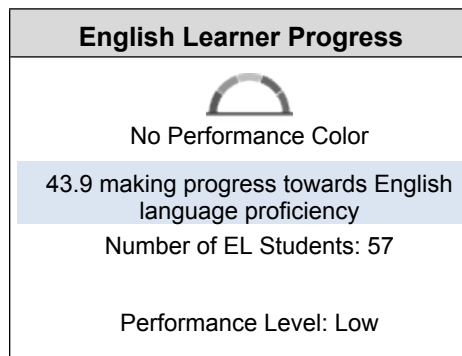 English Learner Progress
No Performance Color
43.9 making progress towards English
language proficiency
Number of EL Students: 57
Performance Level: Low